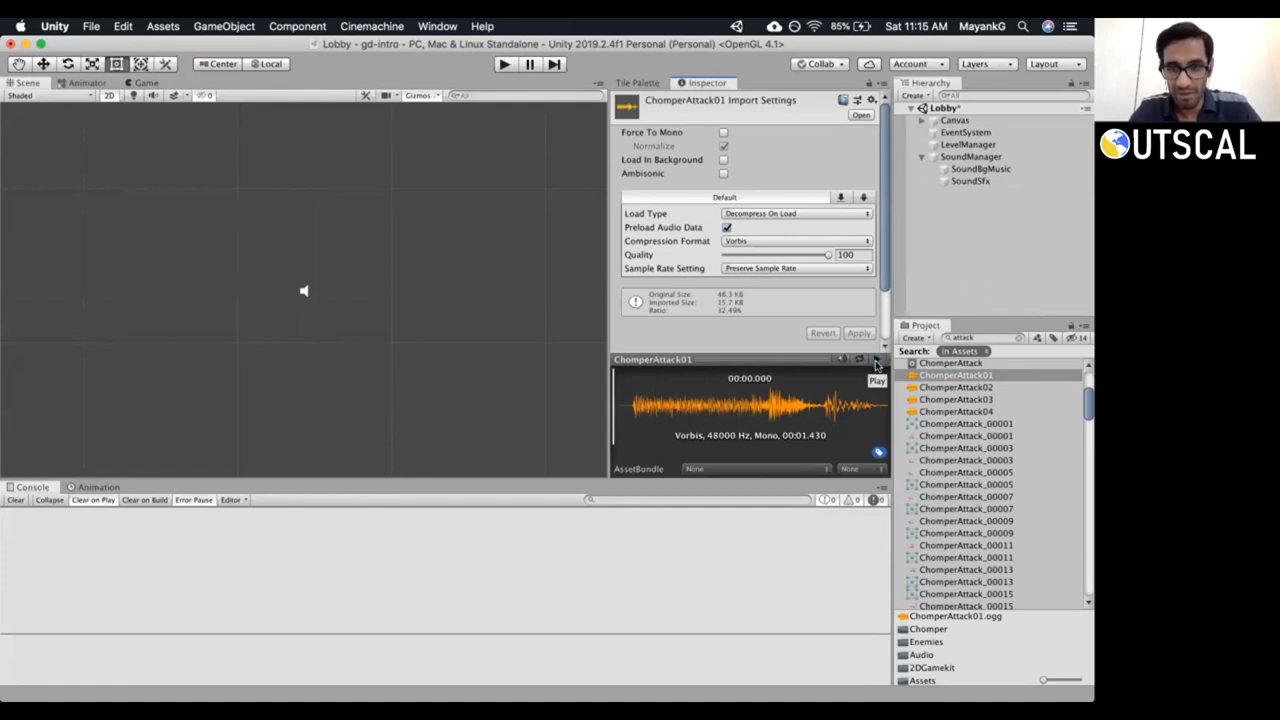 Unity File Edit Assets GameObject Component Cinemachine Window Help 85% Sat 11:15 AM MayankG
Lobby - gd-intro - PC, Mac & Linux Standalone - Unity 2019.2.4f1 Personal (Personal) <OpenGL 4.1>
Center Local Collab Account Layers Layout
Scene Animator Game Tile Palette Inspector Hierarchy
Shaded 2D 0 Gizmos All
ChomperAttack01 Import Settings
Open
Force To Mono
Normalize
Load In Background
Ambisonic
Default
Load Type Decompress On Load
Preload Audio Data
Compression Format Vorbis
Quality 100
Sample Rate Setting Preserve Sample Rate
Original Size: 48.3 KB
Imported Size: 15.7 KB
Ratio: 32.49%
Revert Apply
ChomperAttack01
00:00.000
Play
Vorbis, 48000 Hz, Mono, 00:01.430
AssetBundle None None
Create All
Lobby*
Canvas
EventSystem
LevelManager
SoundManager
SoundBgMusic
SoundSfx
Project
Create attack 14
Search: In Assets
ChomperAttack
ChomperAttack01
ChomperAttack02
ChomperAttack03
ChomperAttack04
ChomperAttack_00001
ChomperAttack_00001
ChomperAttack_00003
ChomperAttack_00003
ChomperAttack_00005
ChomperAttack_00005
ChomperAttack_00007
ChomperAttack_00007
ChomperAttack_00009
ChomperAttack_00009
ChomperAttack_00011
ChomperAttack_00011
ChomperAttack_00013
ChomperAttack_00013
ChomperAttack_00015
ChomperAttack_00015
ChomperAttack01.ogg
Chomper
Enemies
Audio
2DGamekit
Assets
Console Animation
Clear Collapse Clear on Play Clear on Build Error Pause Editor 0 0 0
OUTSCAL